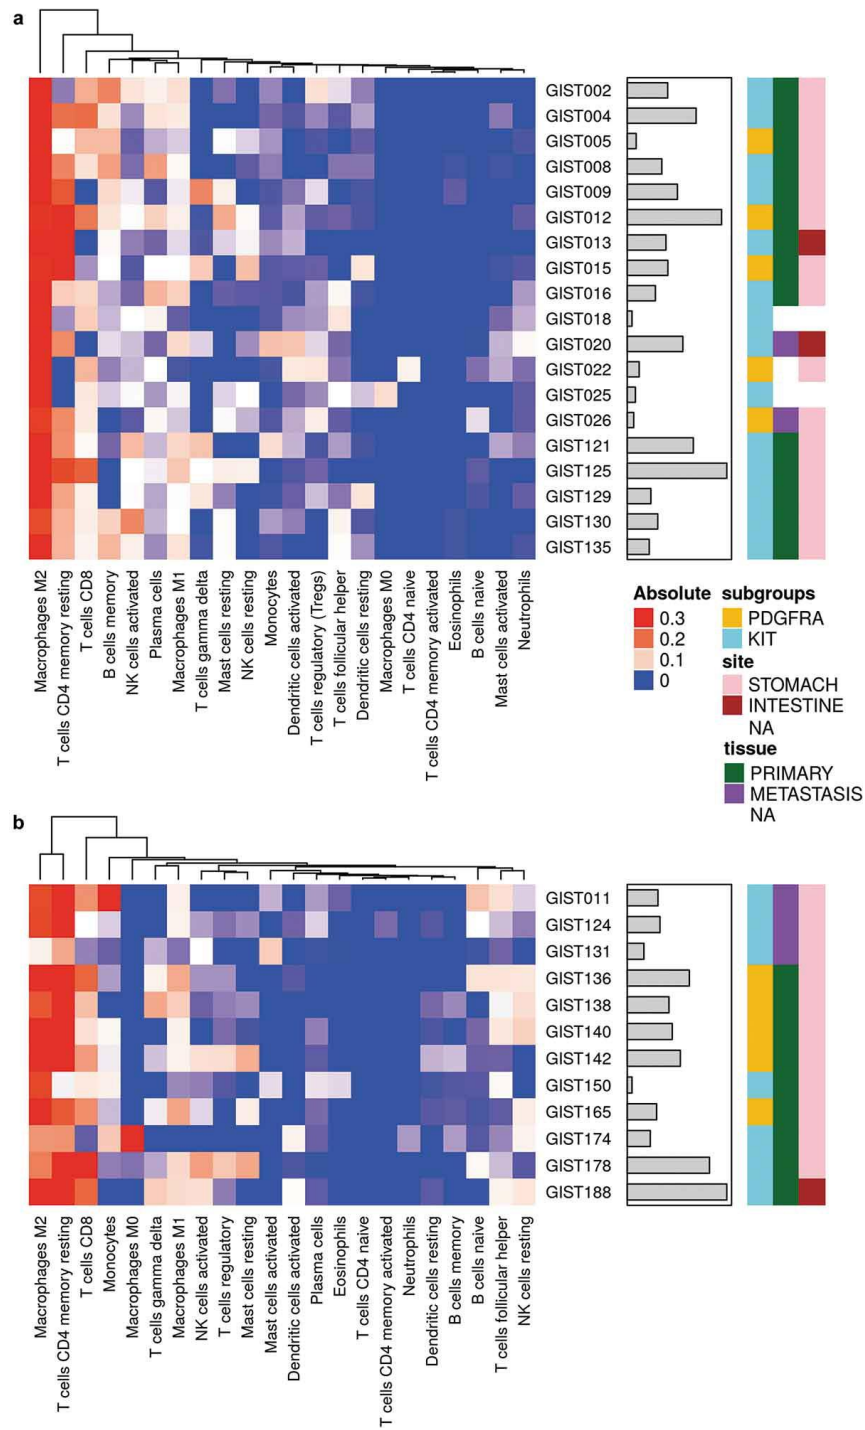 a
GIST002
GIST004
GIST005
GIST008
GIST009
GIST012
GIST013
GIST015
GIST016
GIST018
GIST020
GIST022
GIST025
GIST026
GIST121
GIST125
GIST129
GIST130
GIST135
Macrophages M2
T cells CD4 memory resting
T cells CD8
B cells memory
NK cells activated
Plasma cells
Macrophages M1
T cells gamma delta
Mast cells resting
NK cells resting
Monocytes
Dendritic cells activated
T cells regulatory (Tregs)
T cells follicular helper
Dendritic cells resting
Macrophages M0
T cells CD4 naive
T cells CD4 memory activated
Eosinophils
B cells naive
Mast cells activated
Neutrophils
Absolute
0.3
0.2
0.1
0
subgroups
PDGFRA
KIT
site
STOMACH
INTESTINE
NA
tissue
PRIMARY
METASTASIS
NA
b
GIST011
GIST124
GIST131
GIST136
GIST138
GIST140
GIST142
GIST150
GIST165
GIST174
GIST178
GIST188
Macrophages M2
T cells CD4 memory resting
T cells CD8
Monocytes
Macrophages M0
T cells gamma delta
Macrophages M1
NK cells activated
T cells regulatory
Mast cells resting
Mast cells activated
Dendritic cells activated
Plasma cells
Eosinophils
T cells CD4 naive
T cells CD4 memory activated
Neutrophils
Dendritic cells resting
B cells memory
B cells naive
T cells follicular helper
NK cells resting